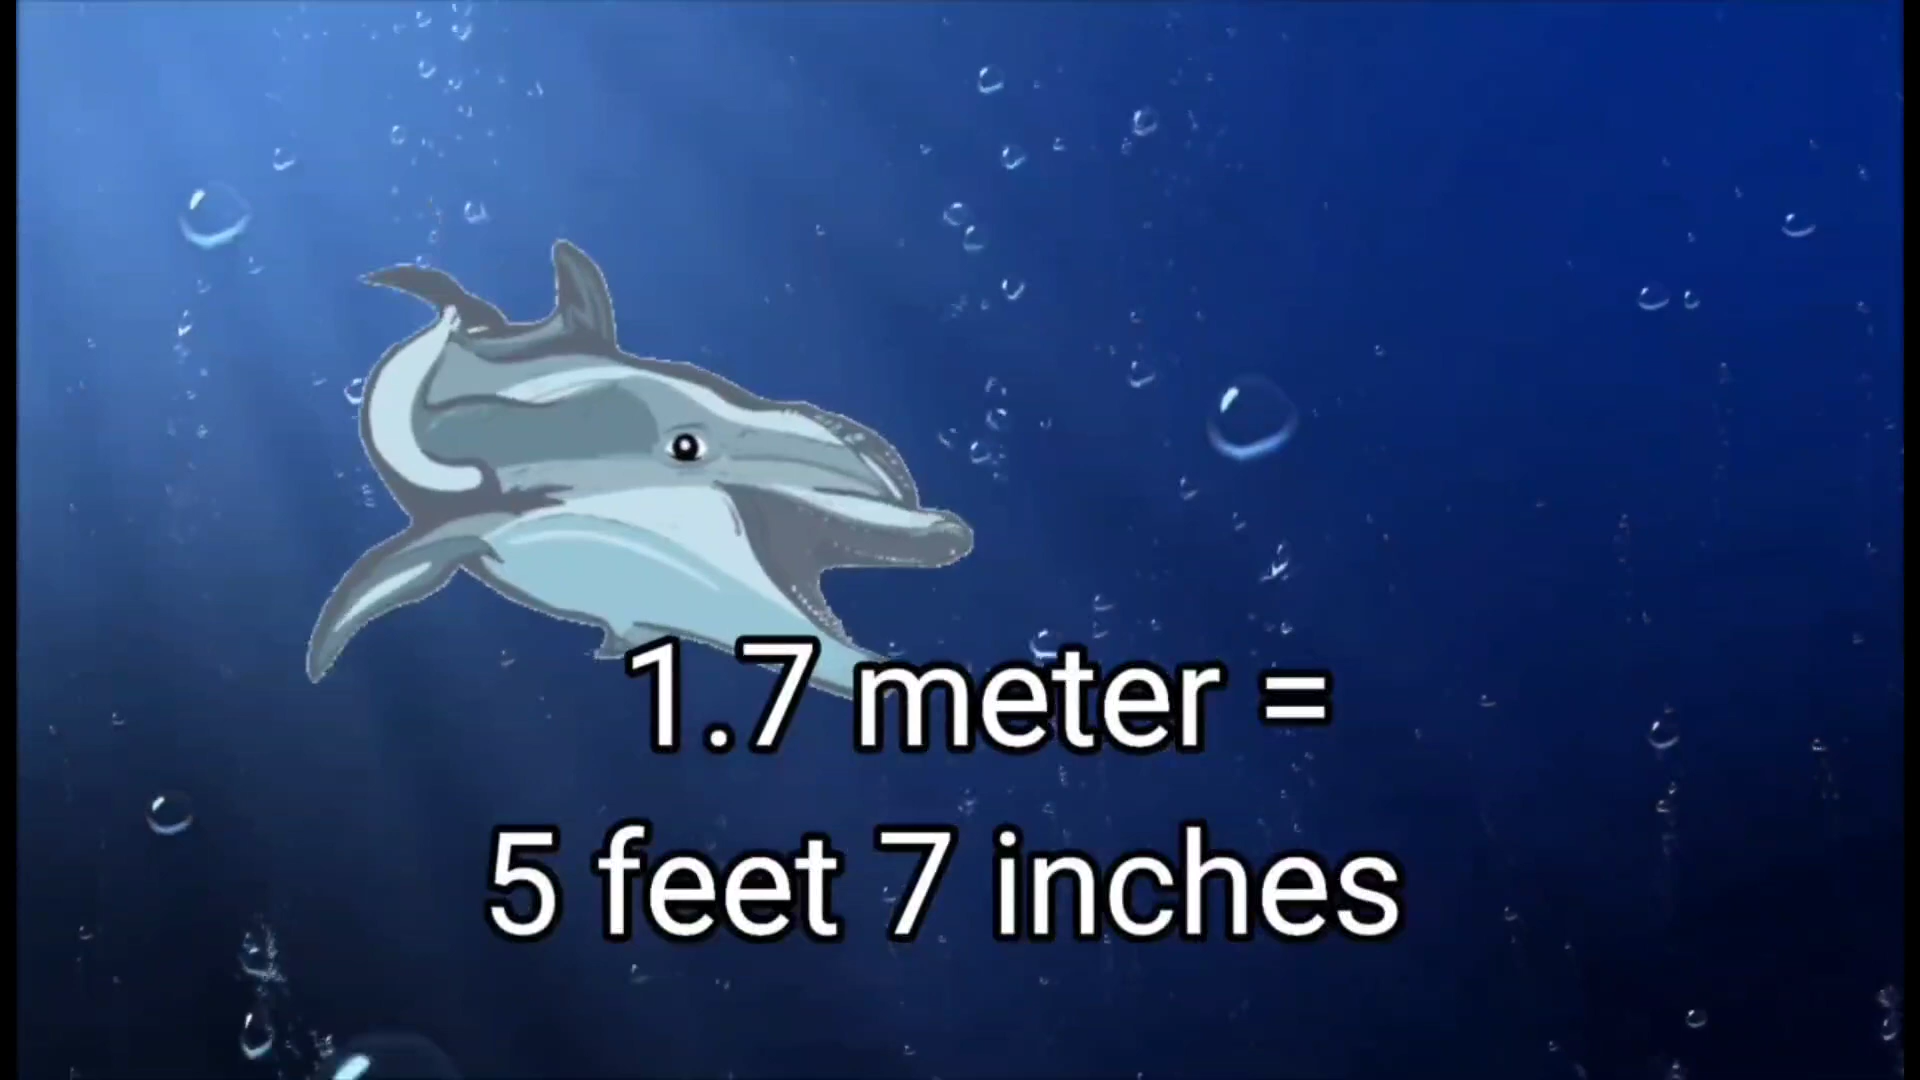 1.7 meter =
5 feet 7 inches